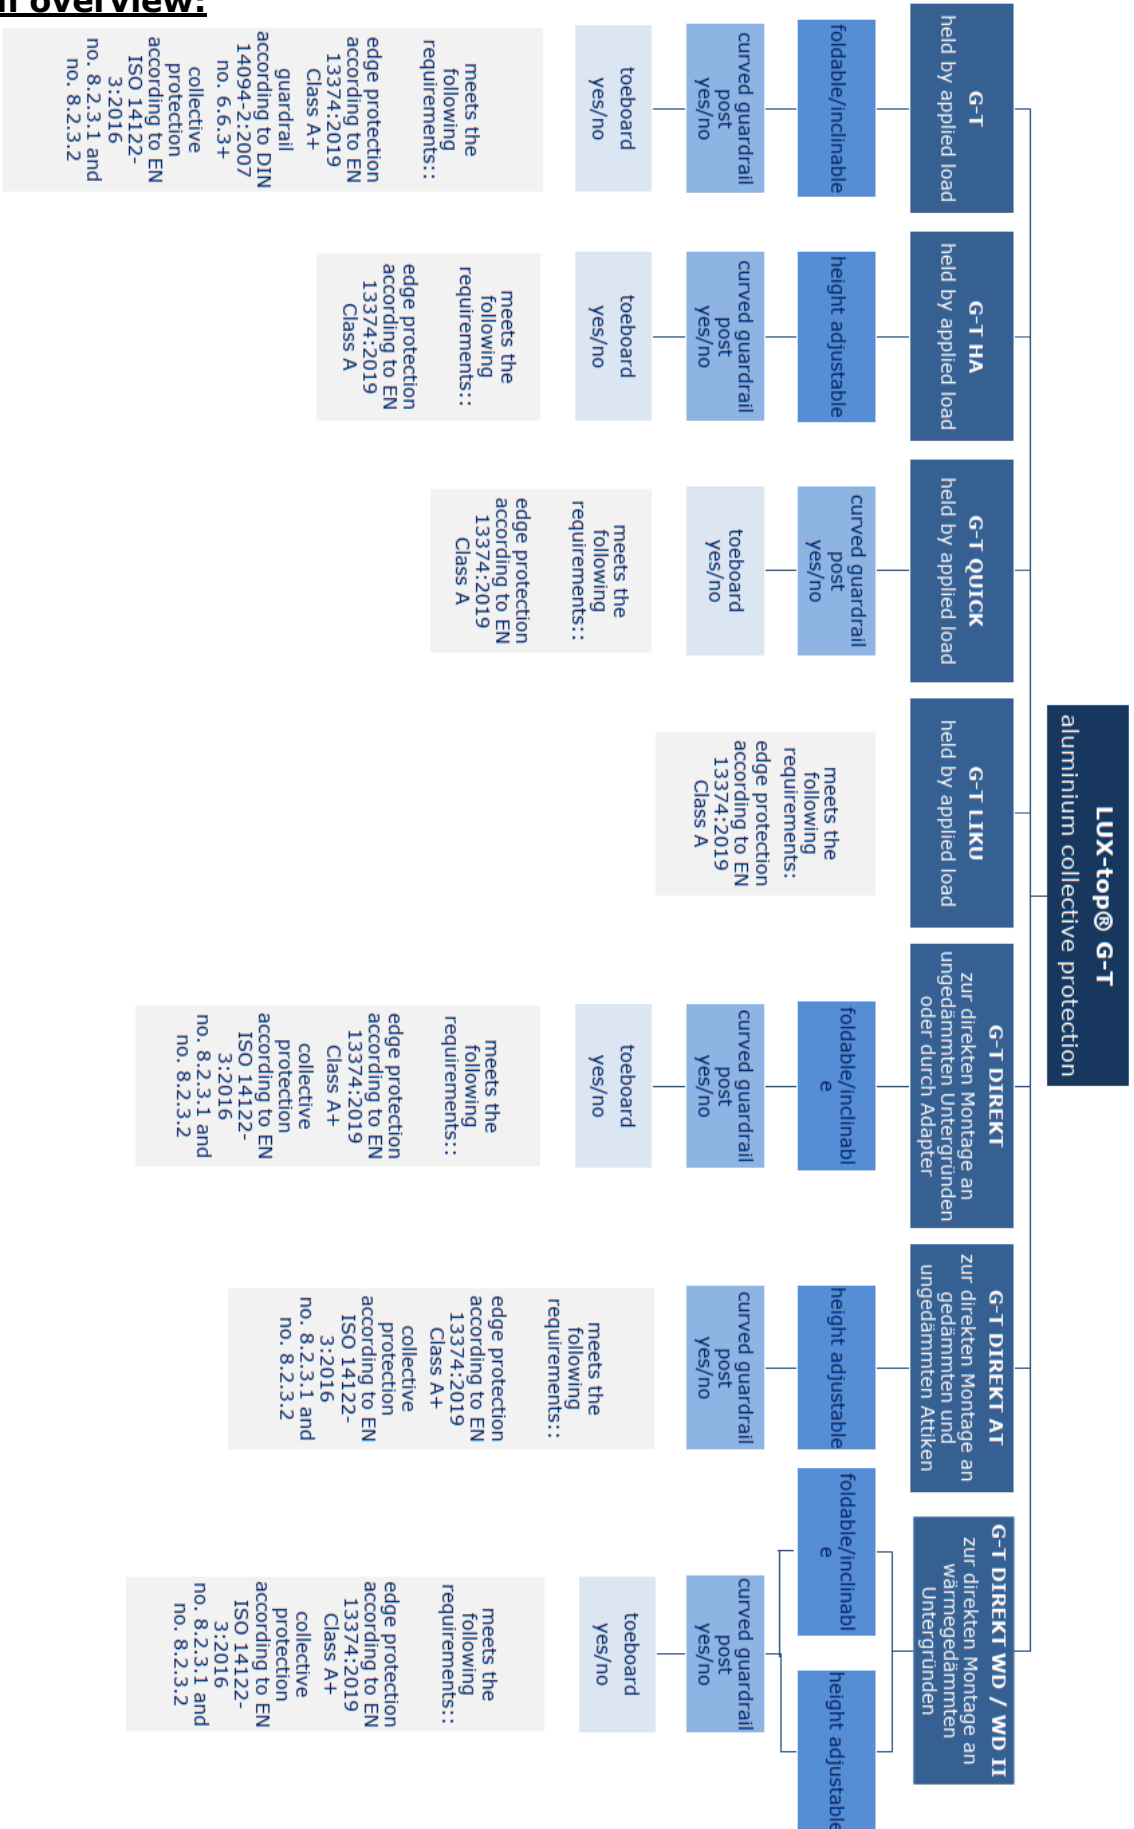 n overview:
LUX-top® G-T
aluminium collective protection
G-T
held by applied load
foldable/inclinable
curved guardrail
post
yes/no
toeboard
yes/no
meets the
following
requirements::
edge protection
according to EN
13374:2019
Class A+
guardrail
according to DIN
14094-2:2007
no. 6.6.3+
collective
protection
according to EN
ISO 14122-
3:2016
no. 8.2.3.1 and
no. 8.2.3.2
G-T HA
held by applied load
height adjustable
curved guardrail
post
yes/no
toeboard
yes/no
meets the
following
requirements::
edge protection
according to EN
13374:2019
Class A
G-T QUICK
held by applied load
curved guardrail
post
yes/no
toeboard
yes/no
meets the
following
requirements::
edge protection
according to EN
13374:2019
Class A
G-T LIKU
held by applied load
meets the
following
requirements:
edge protection
according to EN
13374:2019
Class A
G-T DIREKT
zur direkten Montage an
ungedämmten Untergründen
oder durch Adapter
foldable/inclinabl
e
curved guardrail
post
yes/no
toeboard
yes/no
meets the
following
requirements::
edge protection
according to EN
13374:2019
Class A+
collective
protection
according to EN
ISO 14122-
3:2016
no. 8.2.3.1 and
no. 8.2.3.2
G-T DIREKT AT
zur direkten Montage an
gedämmten und
ungedämmten Attiken
height adjustable
curved guardrail
post
yes/no
meets the
following
requirements::
edge protection
according to EN
13374:2019
Class A+
collective
protection
according to EN
ISO 14122-
3:2016
no. 8.2.3.1 and
no. 8.2.3.2
G-T DIREKT WD / WD II
zur direkten Montage an
wärmegedämmten
Untergründen
foldable/inclinabl
e
height adjustable
curved guardrail
post
yes/no
toeboard
yes/no
meets the
following
requirements::
edge protection
according to EN
13374:2019
Class A+
collective
protection
according to EN
ISO 14122-
3:2016
no. 8.2.3.1 and
no. 8.2.3.2